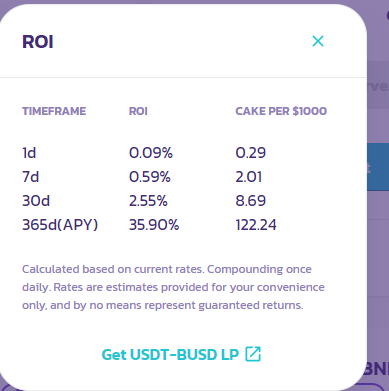 ROI
TIMEFRAME ROI CAKE PER $1000
1d 0.09% 0.29
7d 0.59% 2.01
30d 2.55% 8.69
365d(APY) 35.90% 122.24
Calculated based on current rates. Compounding once
daily. Rates are estimates provided for your convenience
only, and by no means represent guaranteed returns.
Get USDT-BUSD LP